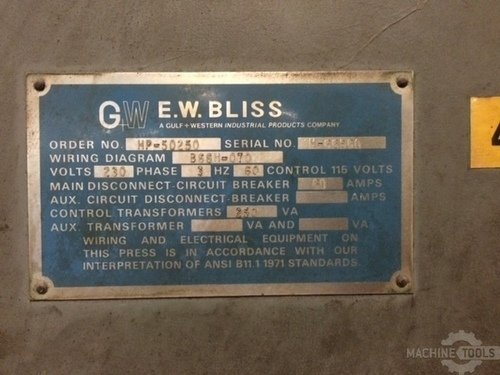 GW E.W. BLISS
A GULF+WESTERN INDUSTRIAL PRODUCTS COMPANY
ORDER NO. HP-50250 SERIAL NO.
WIRING DIAGRAM
VOLTS 230 PHASE 3 HZ 60 CONTROL 115 VOLTS
MAIN DISCONNECT-CIRCUIT BREAKER AMPS
AUX. CIRCUIT DISCONNECT-BREAKER AMPS
CONTROL TRANSFORMERS 250 VA
AUX. TRANSFORMER VA AND VA
WIRING AND ELECTRICAL EQUIPMENT ON
THIS PRESS IS IN ACCORDANCE WITH OUR
INTERPRETATION OF ANSI B11.1 1971 STANDARDS.
MACHINE TOOLS